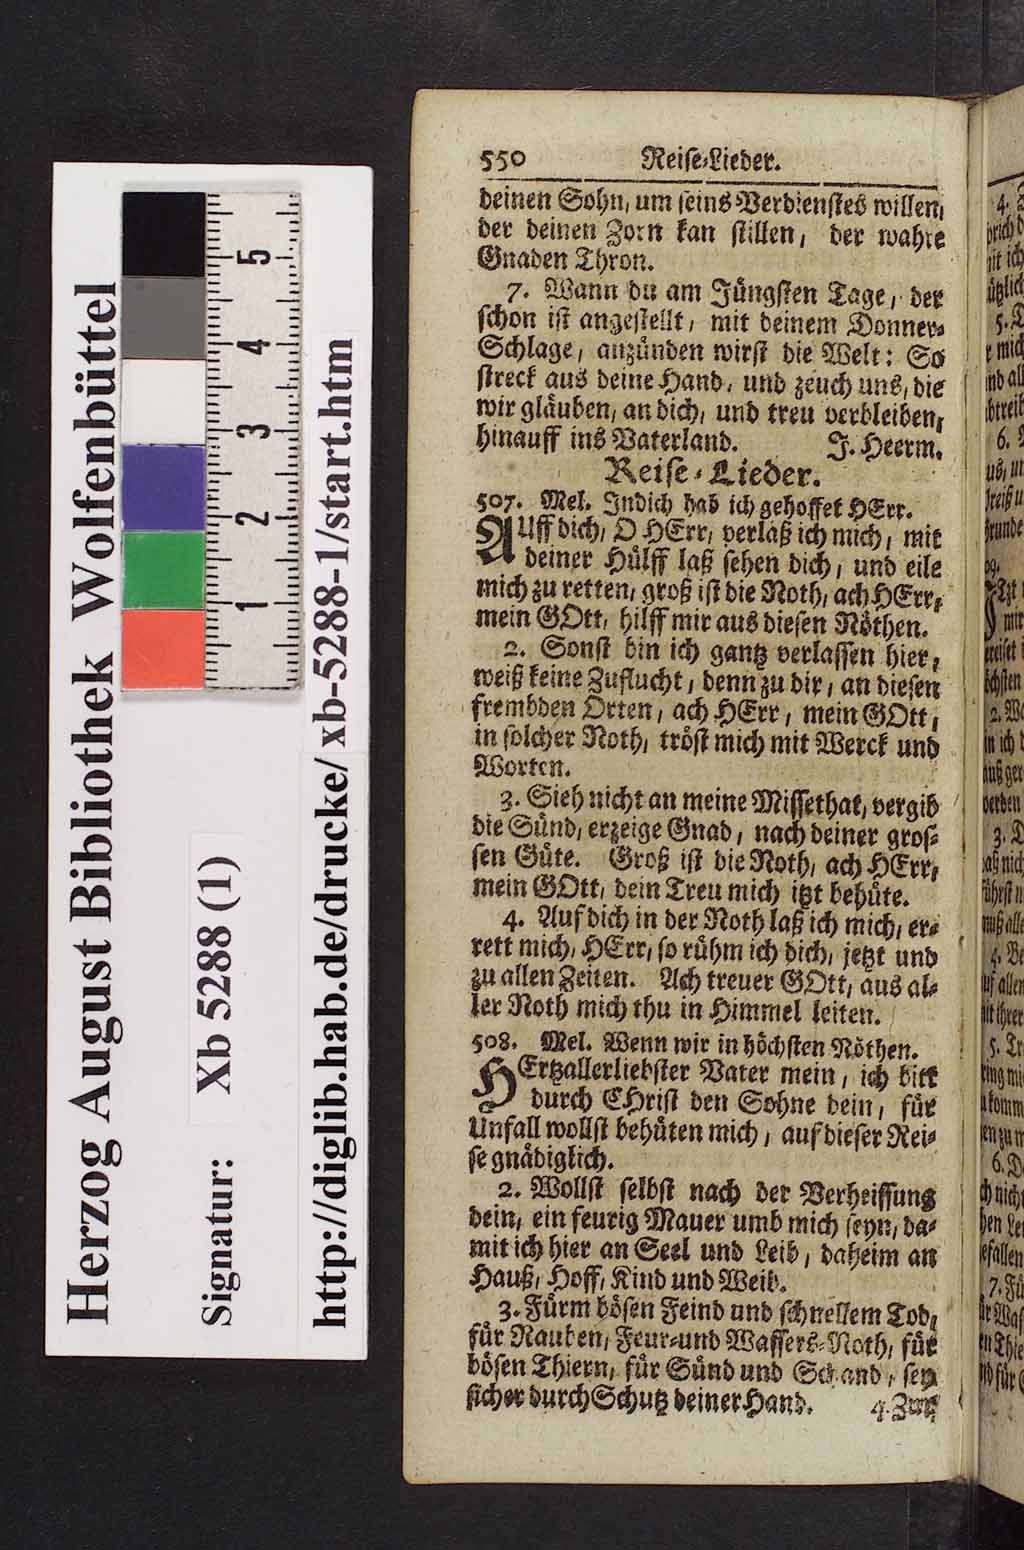 Herzog August Bibliothek Wolfenbüttel
Signatur: Xb 5288 (1)
http://diglib.hab.de/drucke/xb-5288-1/start.htm
1 2 3 4 5
550 Reise-Lieder.
deinen Sohn, um seins Verdienstes willen,
der deinen Zorn kan stillen, der wahre
Gnaden Thron.
7. Wann du am Jüngsten Tage, der
schon ist angestellt, mit deinem Donner-
Schlage, anzünden wirst die Welt: So
streck aus deine Hand, und zeuch uns, die
wir gläuben, an dich, und treu verbleiben,
hinauff ins Vaterland. J. Heerm.
Reise-Lieder.
507. Mel. Jndich hab ich gehoffet HErr.
AUff dich, O HErr, verlaß ich mich, mit
deiner Hülff laß sehen dich, und eile
mich zu retten, groß ist die Noth, ach HErr,
mein GOtt, hilff mir aus diesen Nöthen.
2. Sonst bin ich gantz verlassen hier,
weiß keine Zuflucht, denn zu dir, an diesen
frembden Orten, ach HErr, mein GOtt,
in solcher Noth, tröst mich mit Werck und
Worten.
3. Sieh nicht an meine Missethat, vergib
die Sünd, erzeige Gnad, nach deiner gros-
sen Güte. Groß ist die Noth, ach HErr,
mein GOtt, dein Treu mich itzt behüte.
4. Auf dich in der Noth laß ich mich, er-
rett mich, HErr, so rühm ich dich, jetzt und
zu allen Zeiten. Ach treuer GOtt, aus al-
ler Noth mich thu in Himmel leiten.
508. Mel. Wenn wir in höchsten Nöthen.
HErtzallerliebster Vater mein, ich bitt
durch CHrist den Sohne dein, für
Unfall wollst behüten mich, auf dieser Rei-
se gnädiglich.
2. Wollst selbst nach der Verheissung
dein, ein feurig Mauer umb mich seyn, da-
mit ich hier an Seel und Leib, daheim an
Hauß, Hoff, Kind und Weib.
3. Fürm bösen Feind und schnellem Tod,
für Rauben, Feur-und Wassers-Noth, für
bösen Thiern, für Sünd und Schand, sey
sicher durch Schutz deiner Hand. 4. Zum